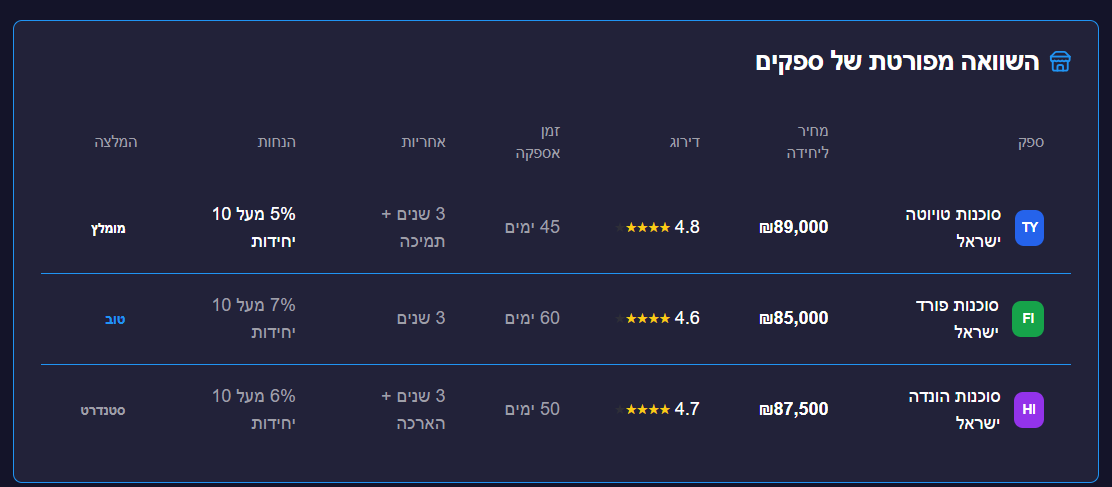 השוואה מפורטת של ספקים
ספק
מחיר
ליחידה
דירוג
זמן
אספקה
אחריות
הנחות
המלצה
TY
סוכנות טויוטה
ישראל
₪89,000
4.8 ★★★★
45 ימים
3 שנים +
תמיכה
5% מעל 10
יחידות
מומלץ
FI
סוכנות פורד
ישראל
₪85,000
4.6 ★★★★
60 ימים
3 שנים
7% מעל 10
יחידות
טוב
HI
סוכנות הונדה
ישראל
₪87,500
4.7 ★★★★
50 ימים
3 שנים +
הארכה
6% מעל 10
יחידות
סטנדרט